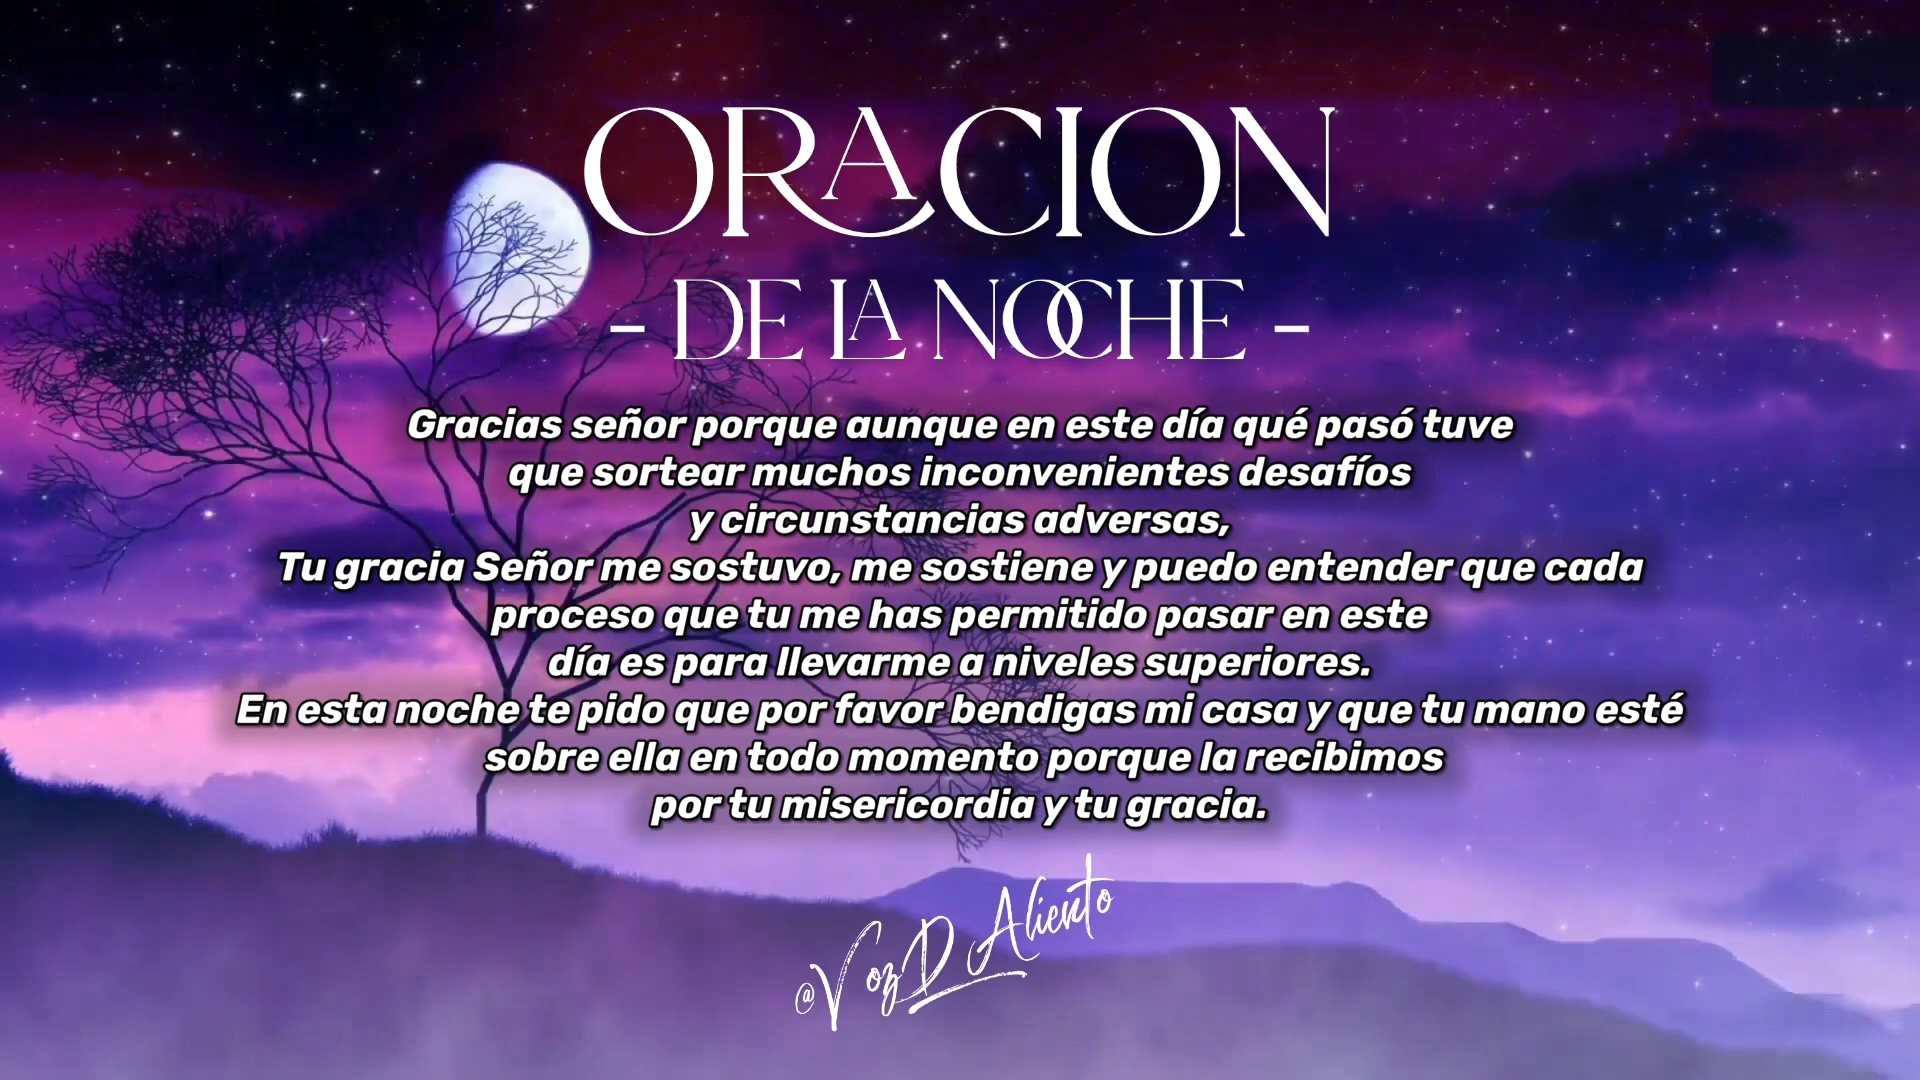 ORACION
- DE LA NOCHE -
Gracias señor porque aunque en este día qué pasó tuve
que sortear muchos inconvenientes desafíos
y circunstancias adversas,
Tu gracia Señor me sostuvo, me sostiene y puedo entender que cada
proceso que tu me has permitido pasar en este
día es para llevarme a niveles superiores.
En esta noche te pido que por favor bendigas mi casa y que tu mano esté
sobre ella en todo momento porque la recibimos
por tu misericordia y tu gracia.
@VozD Aliento